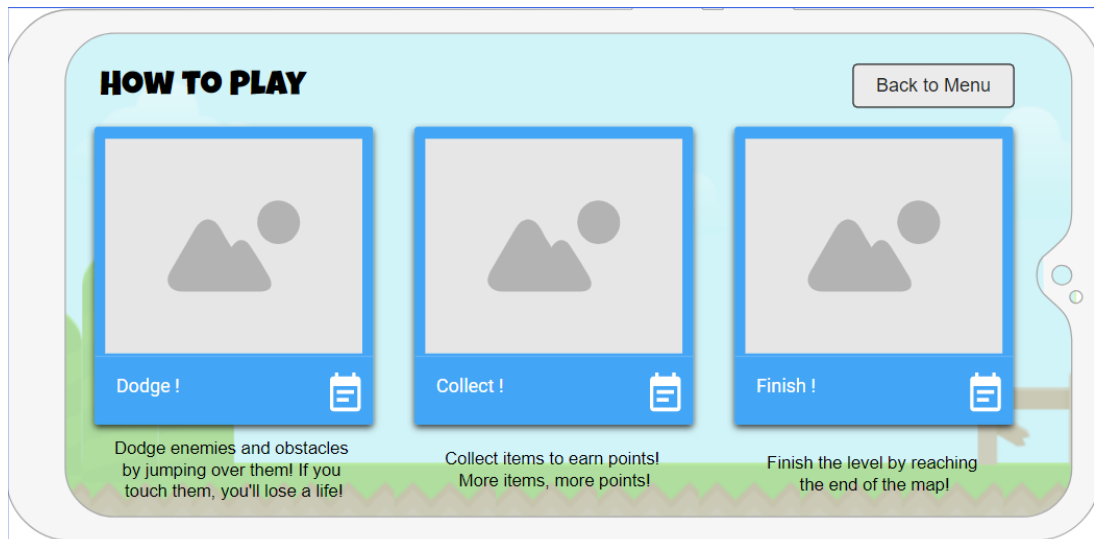 HOW TO PLAY
Back to Menu
Dodge !
Collect !
Finish !
Dodge enemies and obstacles
by jumping over them! If you
touch them, you'll lose a life!
Collect items to earn points!
More items, more points!
Finish the level by reaching
the end of the map!